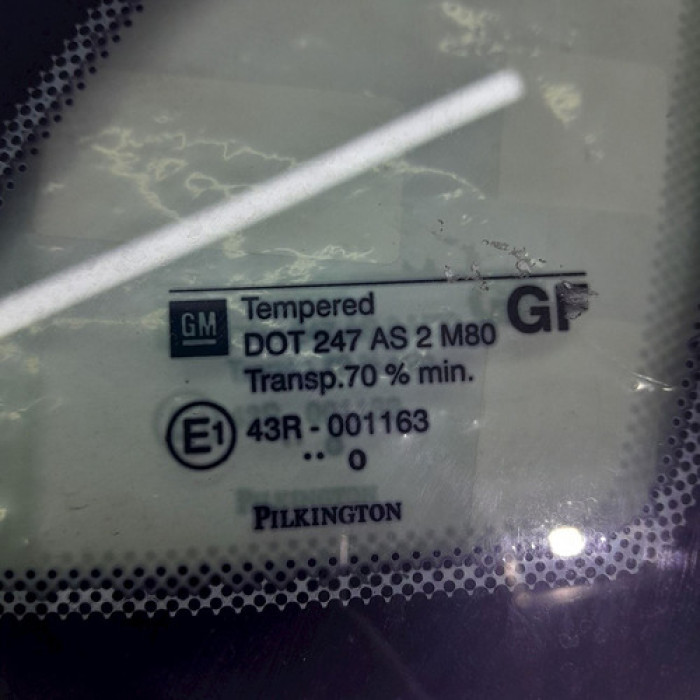 GM
Tempered
DOT 247 AS 2 M80
Transp.70 % min.
E1 43R - 001163
·· 0
PILKINGTON